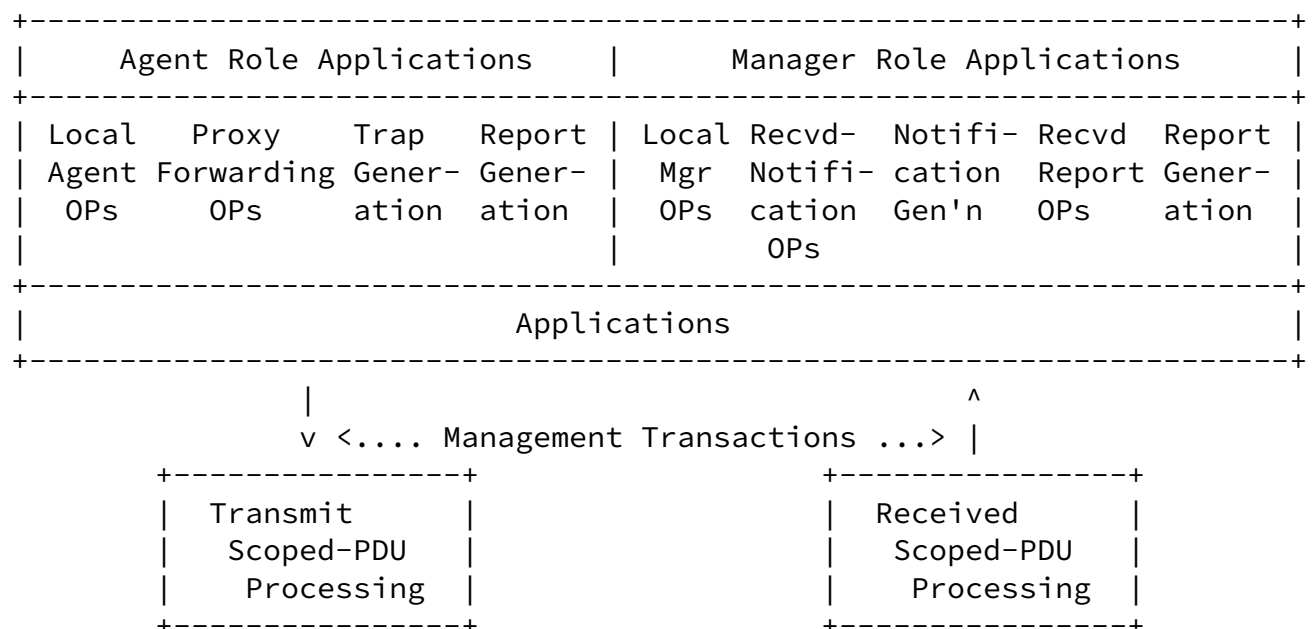 +----------------------------------------------------------------------+
|     Agent Role Applications    |      Manager Role Applications      |
+----------------------------------------------------------------------+
| Local   Proxy    Trap   Report | Local Recvd-  Notifi- Recvd  Report |
| Agent Forwarding Gener- Gener- |  Mgr  Notifi- cation  Report Gener- |
|  OPs     OPs     ation  ation  |  OPs  cation  Gen'n   OPs    ation  |
|                                |        OPs                          |
+----------------------------------------------------------------------+
|                           Applications                               |
+----------------------------------------------------------------------+
                |                                    ^
                v <.... Management Transactions ...> |
        +----------------+                   +----------------+
        |  Transmit      |                   |  Received      |
        |   Scoped-PDU   |                   |   Scoped-PDU   |
        |    Processing  |                   |    Processing  |
        +----------------+                   +----------------+